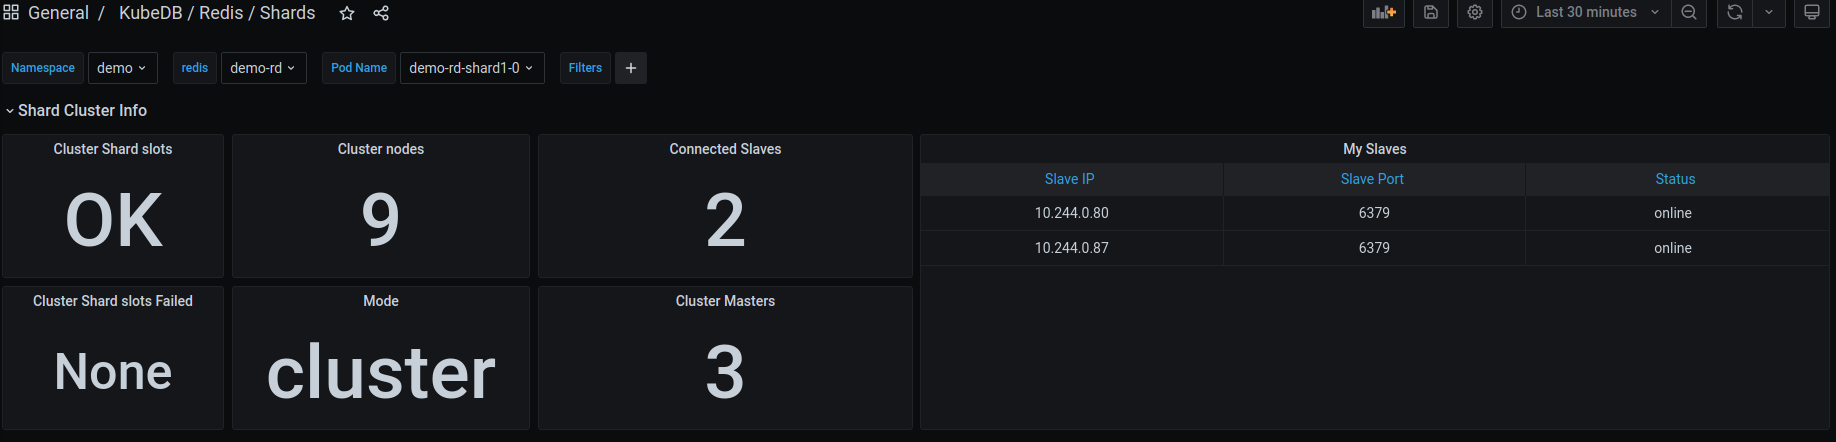 General / KubeDB / Redis / Shards
Last 30 minutes
Namespace demo redis demo-rd Pod Name demo-rd-shard1-0 Filters +
Shard Cluster Info
Cluster Shard slots
OK
Cluster nodes
9
Connected Slaves
2
My Slaves
Slave IP Slave Port Status
10.244.0.80 6379 online
10.244.0.87 6379 online
Cluster Shard slots Failed
None
Mode
cluster
Cluster Masters
3